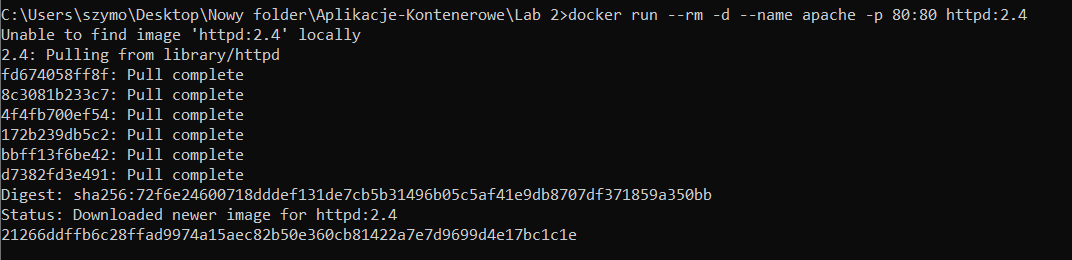 C:\Users\szymo\Desktop\Nowy folder\Aplikacje-Kontenerowe\Lab 2>docker run --rm -d --name apache -p 80:80 httpd:2.4
Unable to find image 'httpd:2.4' locally
2.4: Pulling from library/httpd
fd674058ff8f: Pull complete
8c3081b233c7: Pull complete
4f4fb700ef54: Pull complete
172b239db5c2: Pull complete
bbff13f6be42: Pull complete
d7382fd3e491: Pull complete
Digest: sha256:72f6e24600718dddef131de7cb5b31496b05c5af41e9db8707df371859a350bb
Status: Downloaded newer image for httpd:2.4
21266ddffb6c28ffad9974a15aec82b50e360cb81422a7e7d9699d4e17bc1c1e